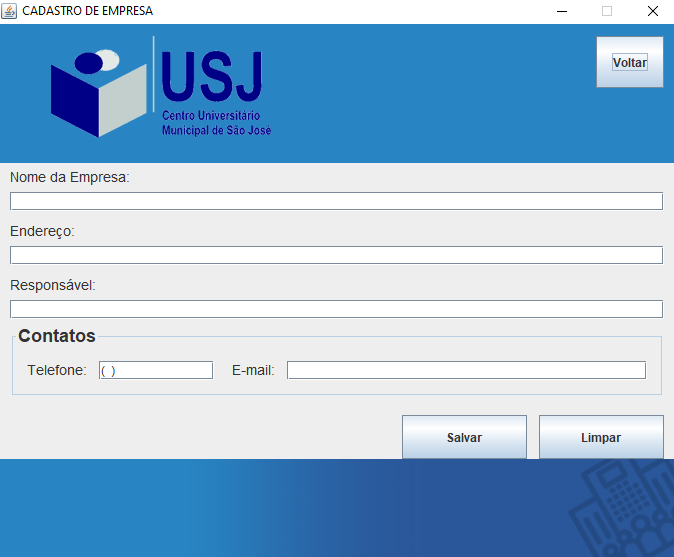 CADASTRO DE EMPRESA
USJ
Centro Universitário
Municipal de São José
Voltar
Nome da Empresa:
Endereço:
Responsável:
Contatos
Telefone: ( )
E-mail:
Salvar
Limpar